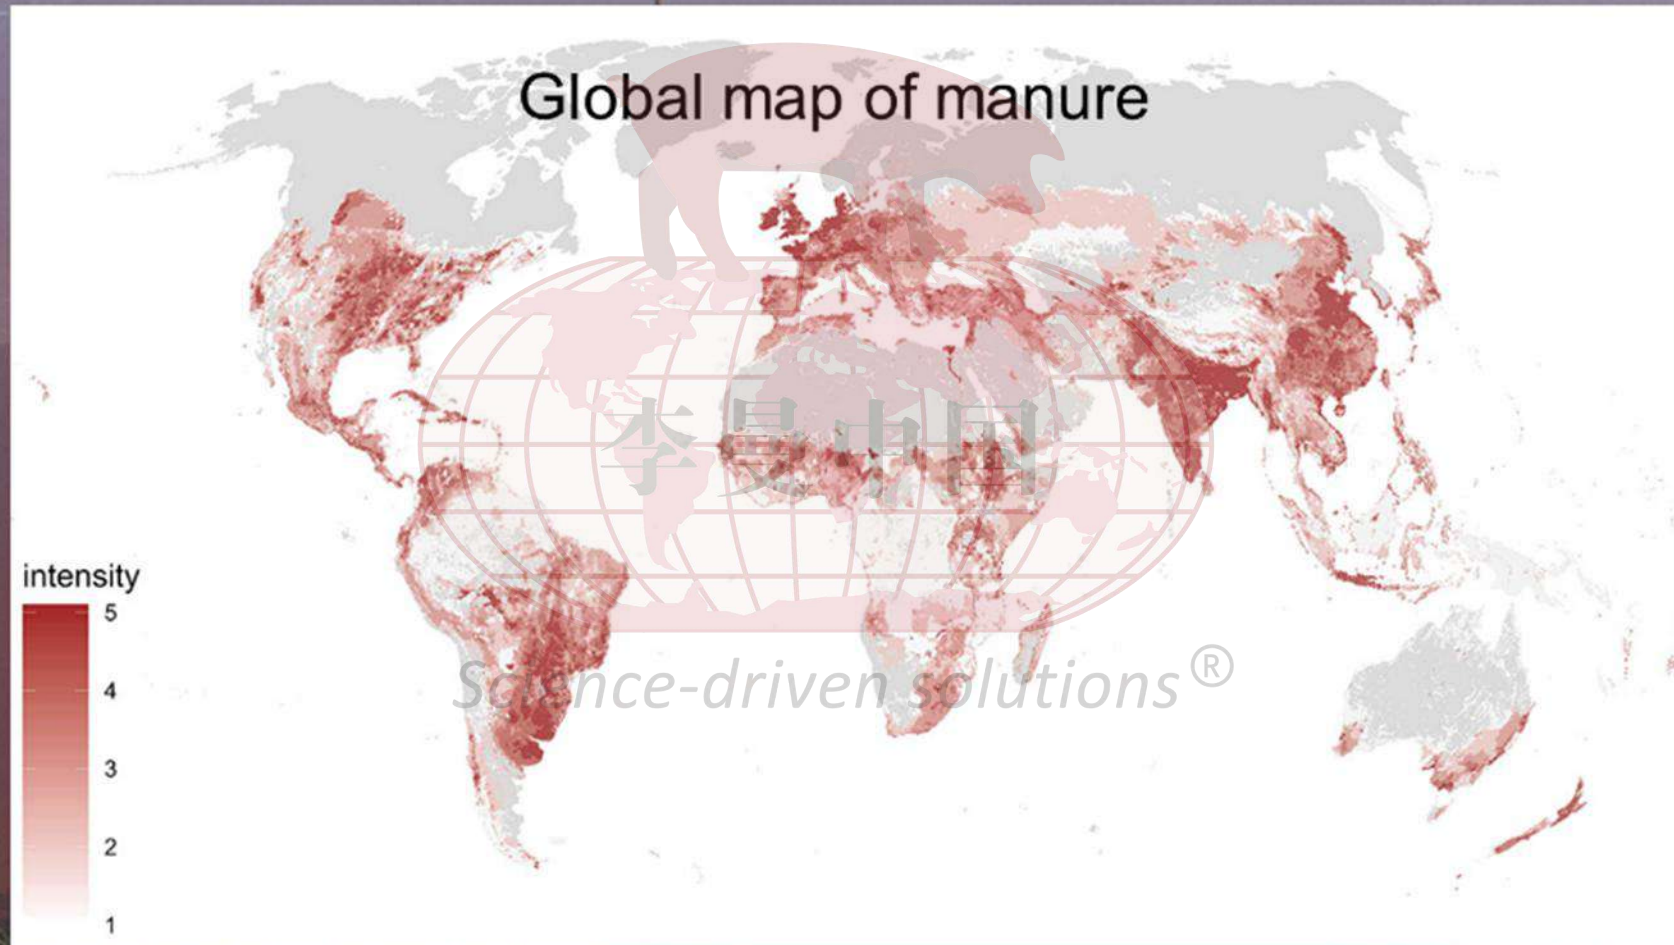 Global map of manure
李曼中国
intensity
5
Science-driven solutions®
4
3
2
1